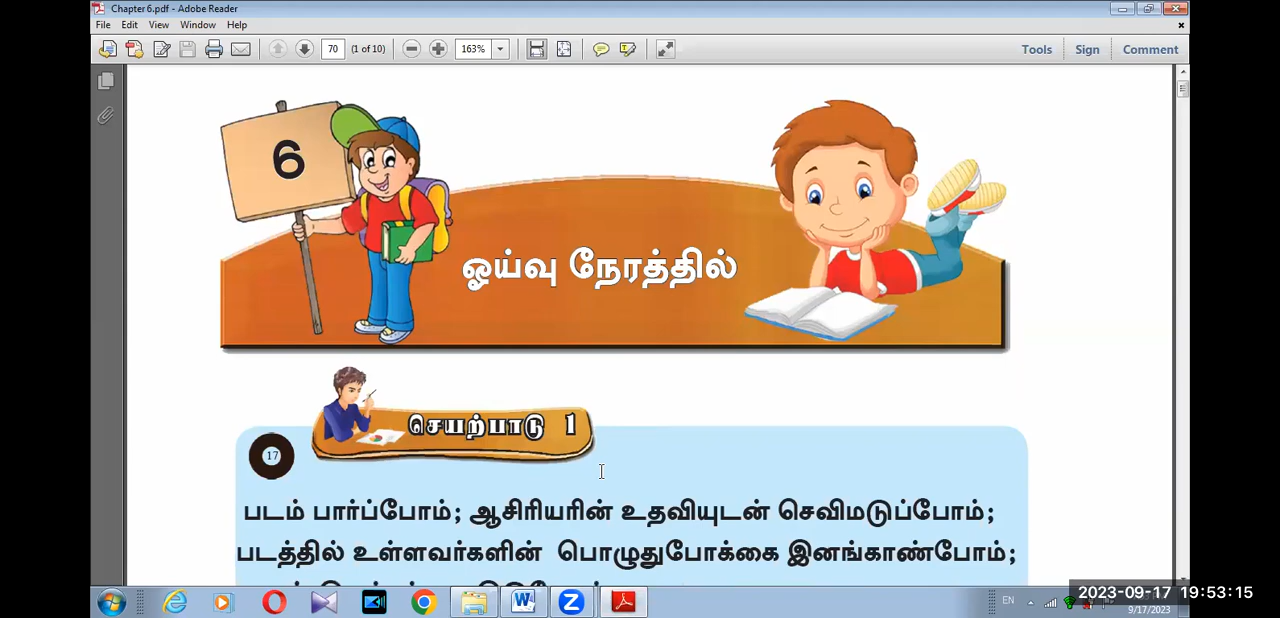 Chapter 6.pdf - Adobe Reader
File Edit View Window Help
70 (1 of 10) 163% Tools Sign Comment
6
ஓய்வு நேரத்தில்
செயற்பாடு 1
17
படம் பார்ப்போம்; ஆசிரியரின் உதவியுடன் செவிமடுப்போம்;
படத்தில் உள்ளவர்களின் பொழுதுபோக்கை இனங்காண்போம்;
EN
2023-09-17 19:53:15
9/17/2023